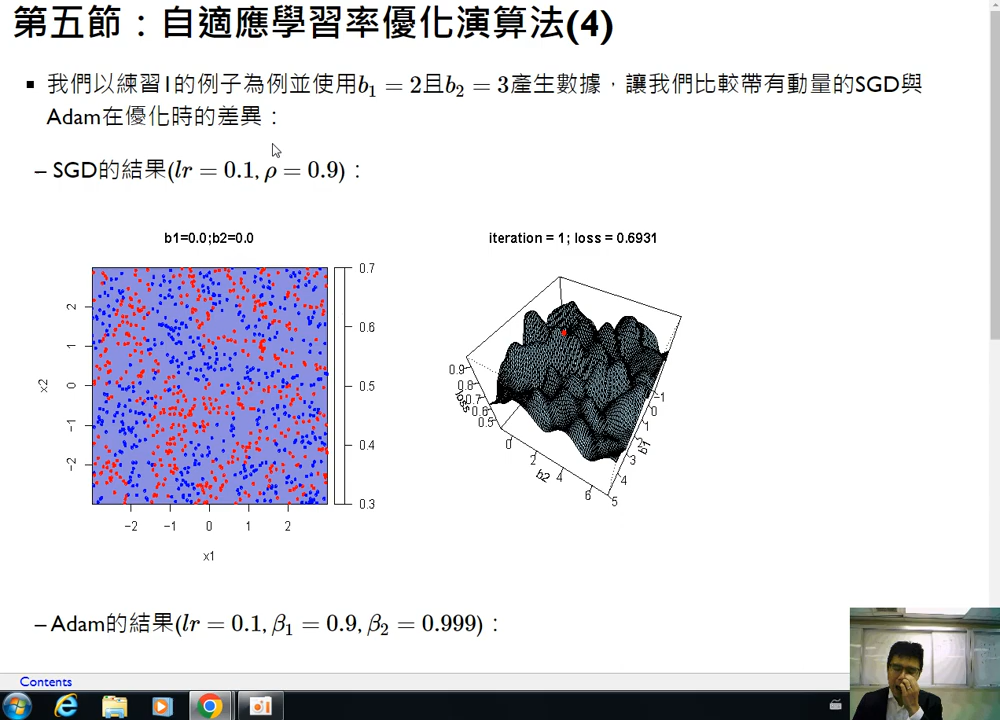 第五節：自適應學習率優化演算法(4)
▪ 我們以練習1的例子為例並使用b₁ = 2且b₂ = 3產生數據，讓我們比較帶有動量的SGD與
Adam在優化時的差異：
– SGD的結果(lr = 0.1, ρ = 0.9)：
b1=0.0;b2=0.0
iteration = 1; loss = 0.6931
0.7
0.6
0.5
0.4
0.3
2
1
0
−1
−2
x2
−2 −1 0 1 2
x1
0.9
0.8
0.7
0.6
0.5
loss
0 2 4 6
b2
−1
0
1
2
3
4
5
b1
– Adam的結果(lr = 0.1, β₁ = 0.9, β₂ = 0.999)：
Contents